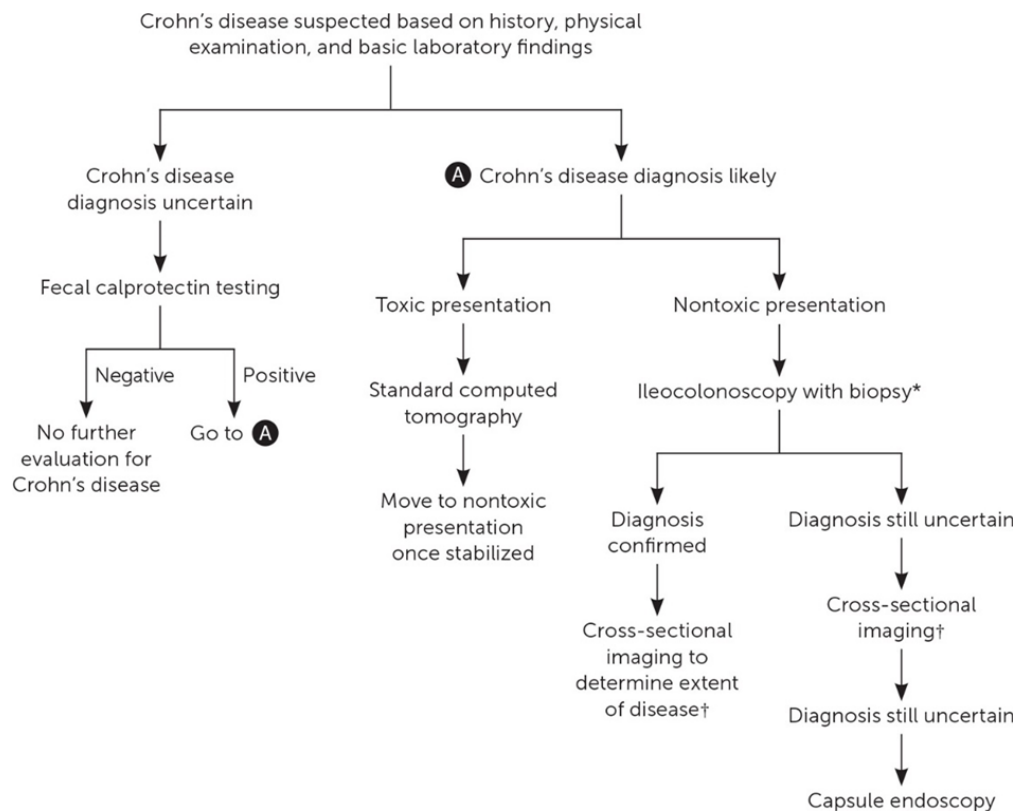 Crohn’s disease suspected based on history, physical
examination, and basic laboratory findings
Crohn’s disease
diagnosis uncertain
A Crohn’s disease diagnosis likely
Fecal calprotectin testing
Toxic presentation
Nontoxic presentation
Negative
Positive
Standard computed
tomography
Ileocolonoscopy with biopsy*
No further
evaluation for
Crohn’s disease
Go to A
Move to nontoxic
presentation
once stabilized
Diagnosis
confirmed
Diagnosis still uncertain
Cross-sectional
imaging to
determine extent
of disease†
Cross-sectional
imaging†
Diagnosis still uncertain
Capsule endoscopy